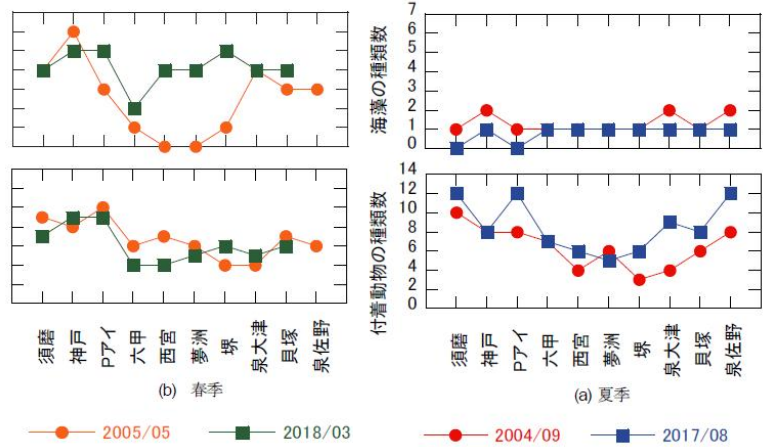 海藻の種類数
7
6
5
4
3
2
1
0
付着動物の種類数
14
12
10
8
6
4
2
0
須磨
神戸
Pアイ
六甲
西宮
夢洲
堺
泉大津
貝塚
泉佐野
(b) 春季
須磨
神戸
Pアイ
六甲
西宮
夢洲
堺
泉大津
貝塚
泉佐野
(a) 夏季
2005/05 2018/03
2004/09 2017/08